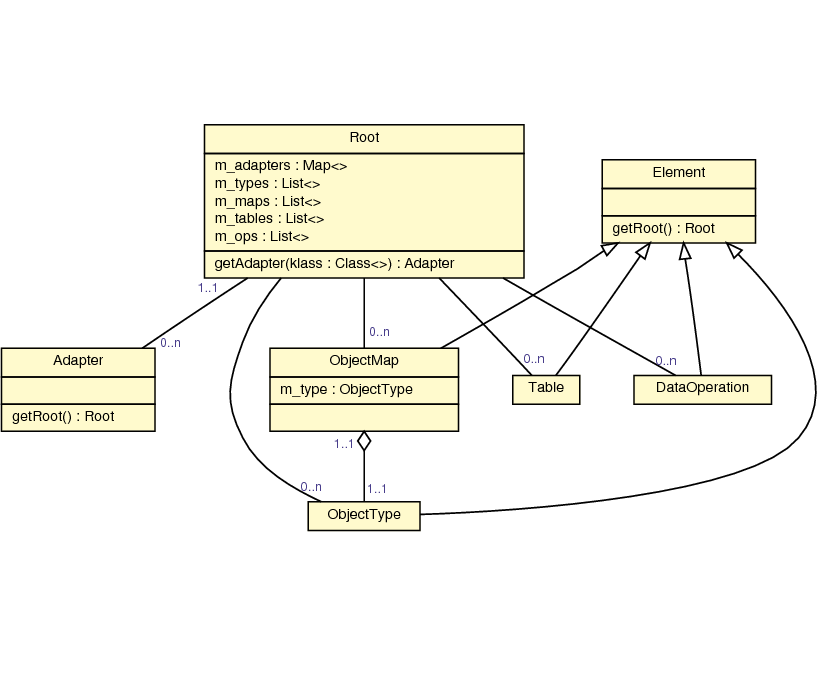 Root
m_adapters : Map<>
m_types : List<>
m_maps : List<>
m_tables : List<>
m_ops : List<>
getAdapter(klass : Class<>) : Adapter
Element
getRoot() : Root
1..1
0..n
0..n
0..n
0..n
Adapter
getRoot() : Root
ObjectMap
m_type : ObjectType
Table
DataOperation
1..1
0..n
1..1
ObjectType